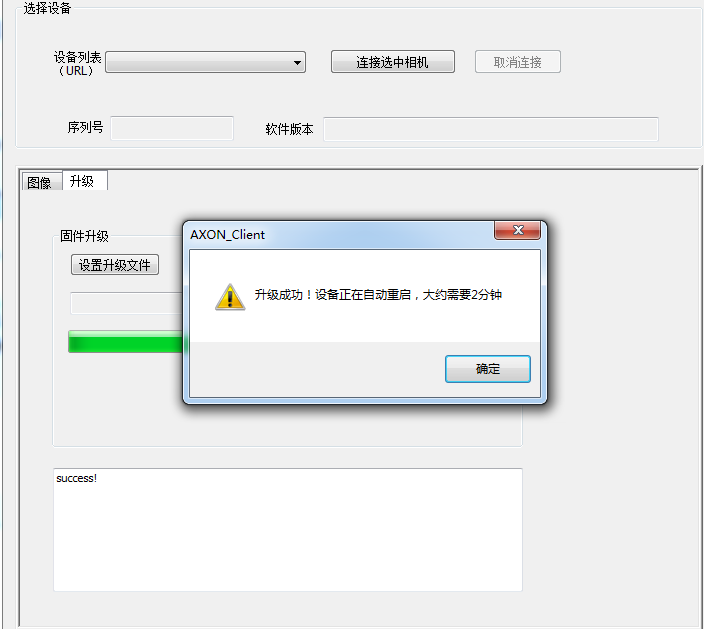 选择设备
设备列表
（URL）
连接选中相机
取消连接
序列号
软件版本
图像
升级
固件升级
设置升级文件
AXON_Client
升级成功！设备正在自动重启，大约需要2分钟
确定
success!